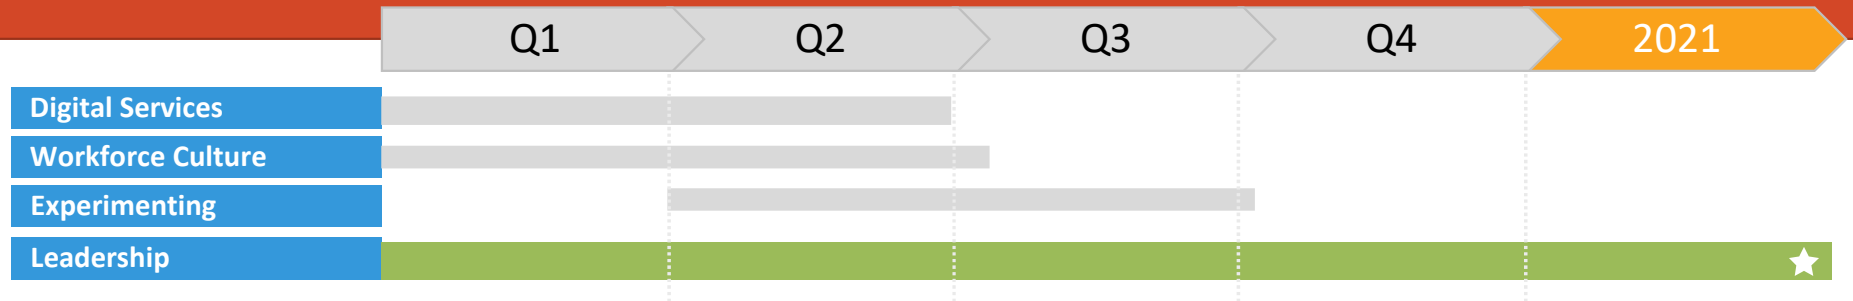 Q1 Q2 Q3 Q4 2021
Digital Services
Workforce Culture
Experimenting
Leadership